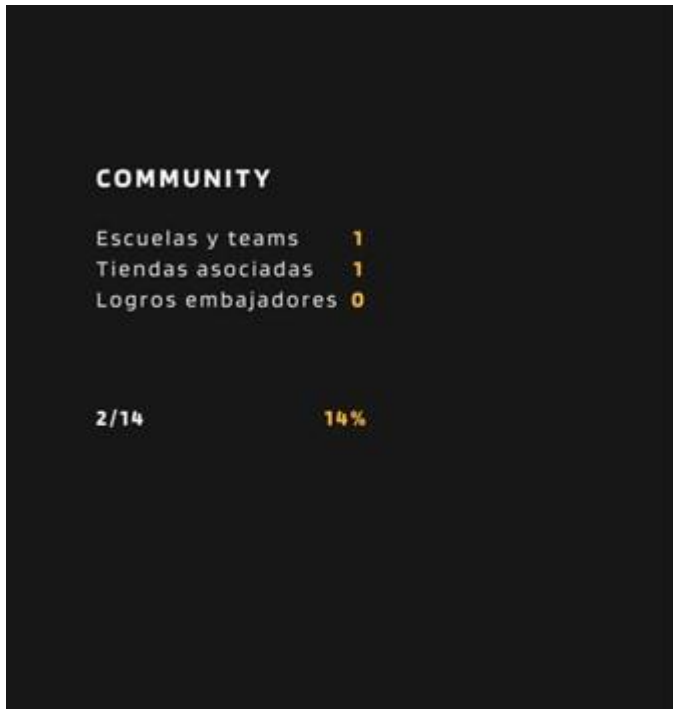 COMMUNITY
Escuelas y teams 1
Tiendas asociadas 1
Logros embajadores 0
2/14 14%